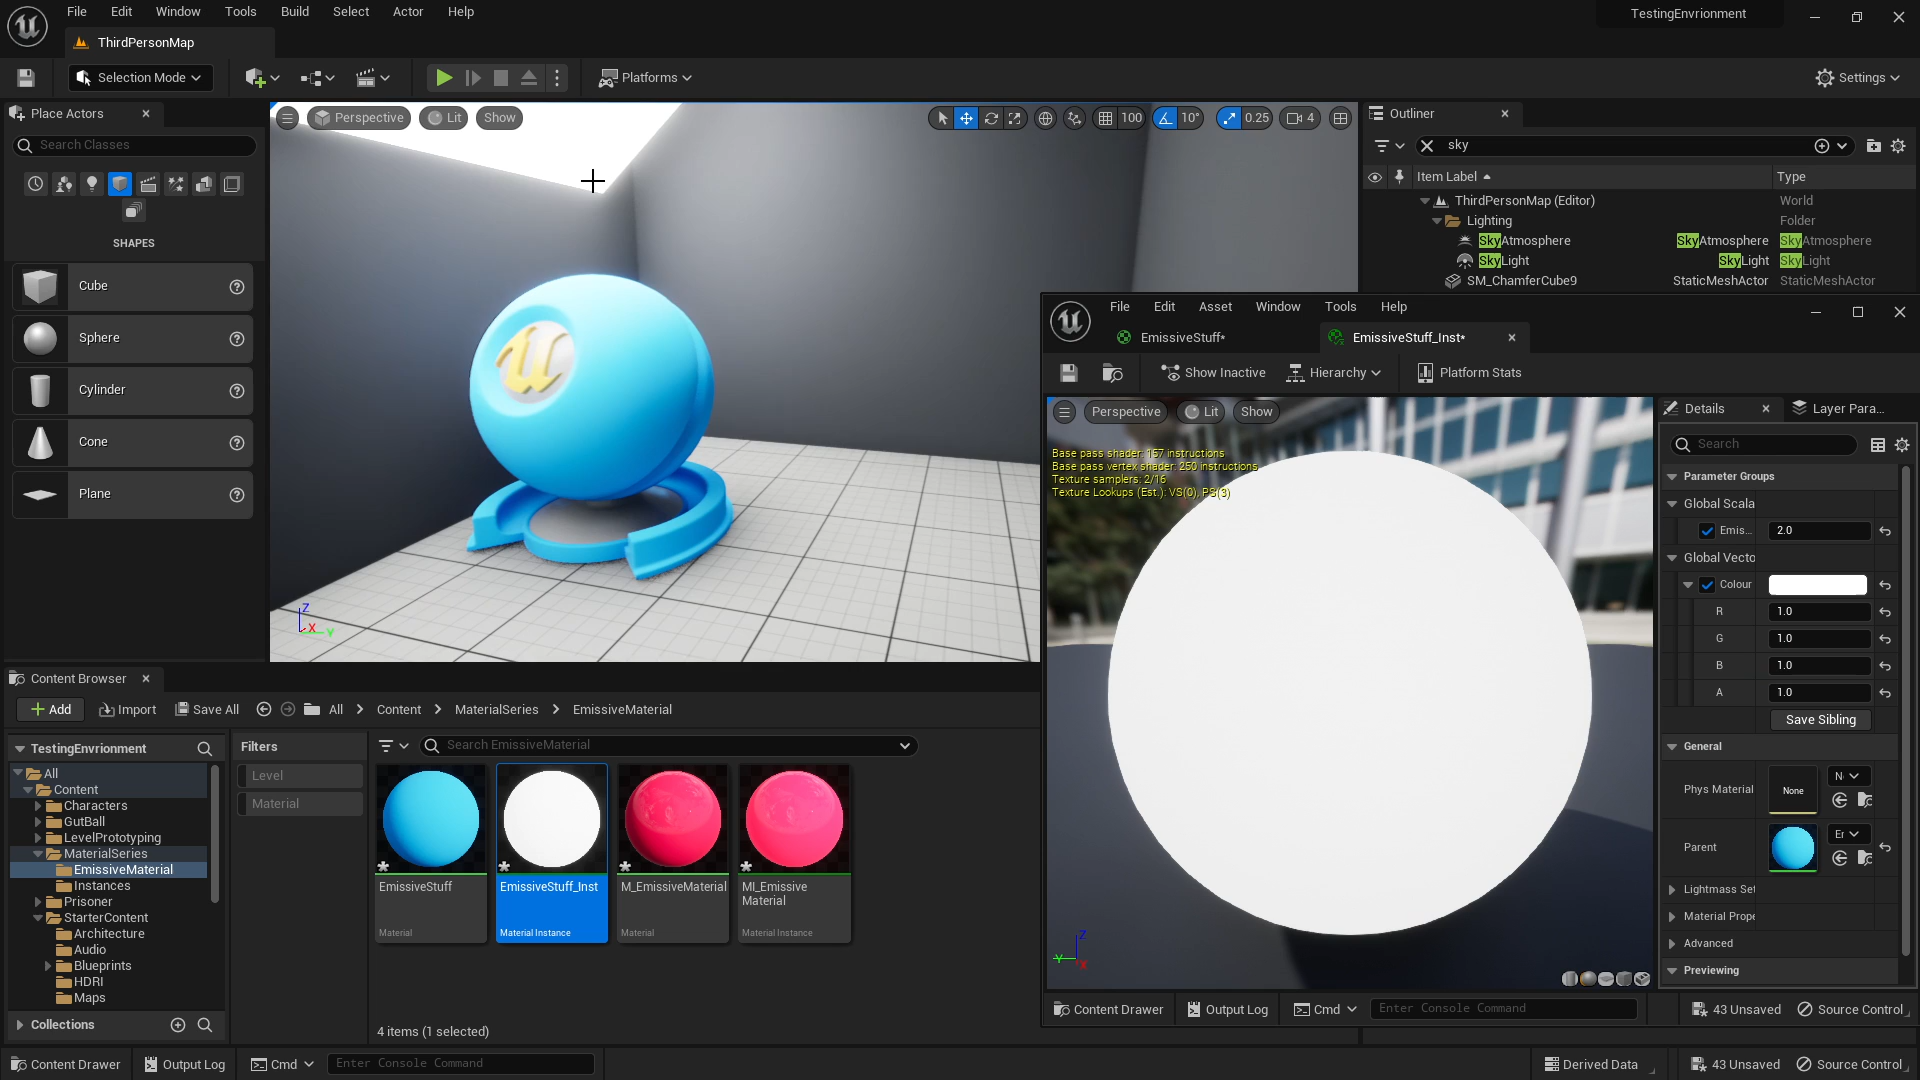 File Edit Window Tools Build Select Actor Help
TestingEnvrionment
ThirdPersonMap
Selection Mode
Platforms
Settings
Place Actors
Search Classes
SHAPES
Cube
Sphere
Cylinder
Cone
Plane
Perspective Lit Show
100 10° 0.25 4
Z
X
Y
Outliner
sky
Item Label Type
ThirdPersonMap (Editor) World
Lighting Folder
SkyAtmosphere SkyAtmosphere SkyAtmosphere
SkyLight SkyLight SkyLight
SM_ChamferCube9 StaticMeshActor StaticMeshActor
File Edit Asset Window Tools Help
EmissiveStuff* EmissiveStuff_Inst*
Show Inactive Hierarchy Platform Stats
Perspective Lit Show
Base pass shader: 157 instructions
Base pass vertex shader: 250 instructions
Texture samplers: 2/16
Texture Lookups (Est.): VS(0), PS(3)
Z
Y
X
Details Layer Para...
Search
Parameter Groups
Global Scala
Emis... 2.0
Global Vecto
Colour
R 1.0
G 1.0
B 1.0
A 1.0
Save Sibling
General
Phys Material None N
Parent Er
Lightmass Set
Material Prope
Advanced
Previewing
Content Drawer Output Log Cmd Enter Console Command 43 Unsaved Source Control
Content Browser
Add Import Save All All Content MaterialSeries EmissiveMaterial
TestingEnvrionment
All
Content
Characters
GutBall
LevelPrototyping
MaterialSeries
EmissiveMaterial
Instances
Prisoner
StarterContent
Architecture
Audio
Blueprints
HDRI
Maps
Collections
Filters
Level
Material
Search EmissiveMaterial
EmissiveStuff
Material
EmissiveStuff_Inst
Material Instance
M_EmissiveMaterial
Material
MI_Emissive
Material
Material Instance
4 items (1 selected)
Content Drawer Output Log Cmd Enter Console Command Derived Data 43 Unsaved Source Control